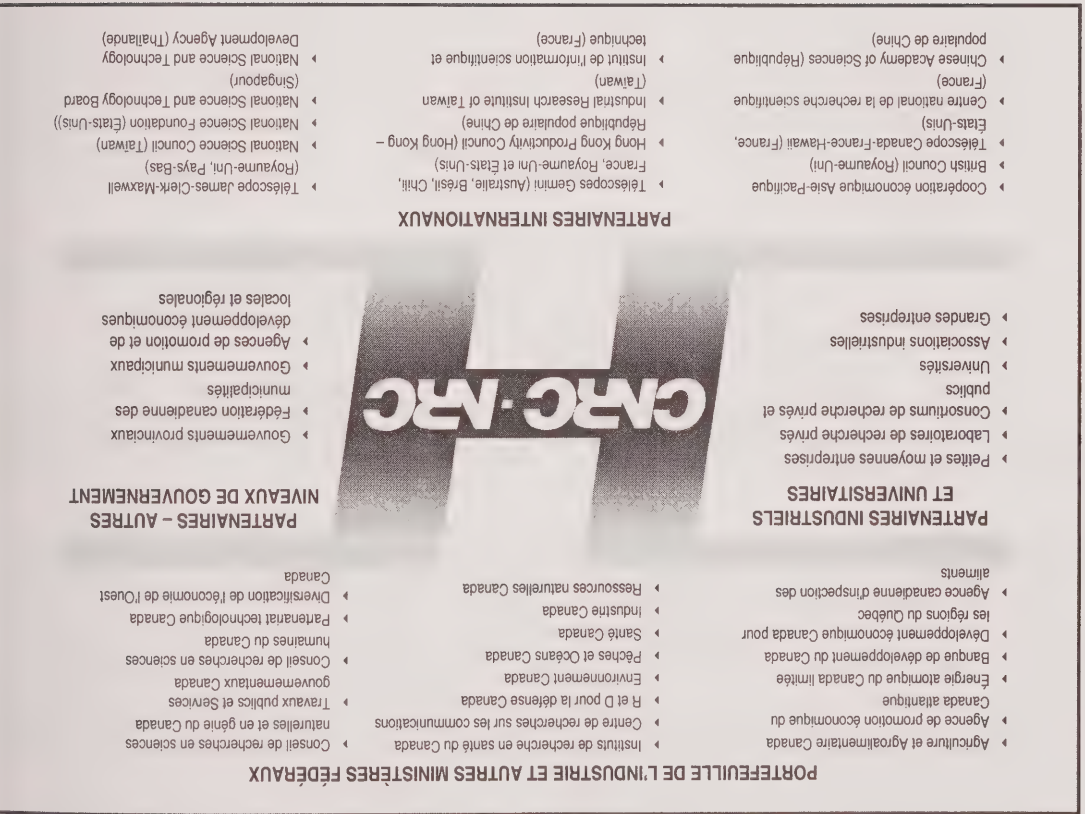 PORTEFEUILLE DE L'INDUSTRIE ET AUTRES MINISTÈRES FÉDÉRAUX
‣ Agriculture et Agroalimentaire Canada
‣ Agence de promotion économique du
Canada atlantique
‣ Énergie atomique du Canada limitée
‣ Banque de développement du Canada
‣ Développement économique Canada pour
les régions du Québec
‣ Agence canadienne d'inspection des
aliments
‣ Instituts de recherche en santé du Canada
‣ Centre de recherches sur les communications
‣ R et D pour la défense Canada
‣ Environnement Canada
‣ Pêches et Océans Canada
‣ Santé Canada
‣ Industrie Canada
‣ Ressources naturelles Canada
‣ Conseil de recherches en sciences
naturelles et en génie du Canada
‣ Travaux publics et Services
gouvernementaux Canada
‣ Conseil de recherches en sciences
humaines du Canada
‣ Partenariat technologique Canada
‣ Diversification de l'économie de l'Ouest
Canada
PARTENAIRES INDUSTRIELS
ET UNIVERSITAIRES
‣ Petites et moyennes entreprises
‣ Laboratoires de recherche privés
‣ Consortiums de recherche privés et
publics
‣ Universités
‣ Associations industrielles
‣ Grandes entreprises
CNRC·NRC
PARTENAIRES – AUTRES
NIVEAUX DE GOUVERNEMENT
‣ Gouvernements provinciaux
‣ Fédération canadienne des
municipalités
‣ Gouvernements municipaux
‣ Agences de promotion et de
développement économiques
locales et régionales
PARTENAIRES INTERNATIONAUX
‣ Coopération économique Asie-Pacifique
‣ British Council (Royaume-Uni)
‣ Téléscope Canada-France-Hawaii (France,
États-Unis)
‣ Centre national de la recherche scientifique
(France)
‣ Chinese Academy of Sciences (République
populaire de Chine)
‣ Téléscopes Gemini (Australie, Brésil, Chili,
France, Royaume-Uni et États-Unis)
‣ Hong Kong Productivity Council (Hong Kong –
République populaire de Chine)
‣ Industrial Research Institute of Taiwan
(Taïwan)
‣ Institut de l'information scientifique et
technique (France)
‣ Téléscope James-Clerk-Maxwell
(Royaume-Uni, Pays-Bas)
‣ National Science Council (Taïwan)
‣ National Science Foundation (États-Unis))
‣ National Science and Technology Board
(Singapour)
‣ National Science and Technology
Development Agency (Thaïlande)